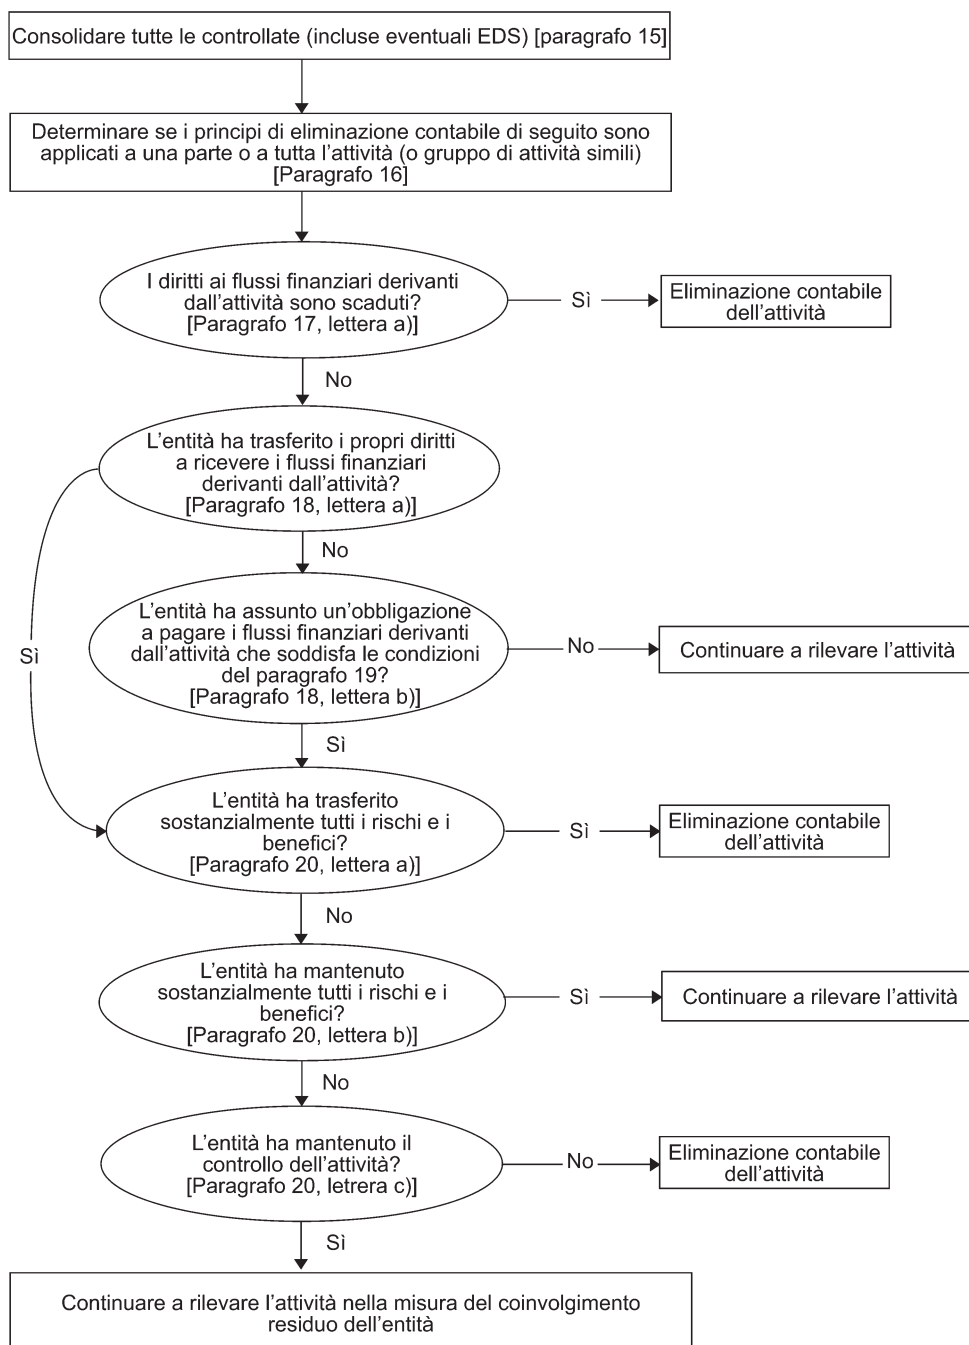 Consolidare tutte le controllate (incluse eventuali EDS) [paragrafo 15]
Determinare se i principi di eliminazione contabile di seguito sono
applicati a una parte o a tutta l'attività (o gruppo di attività simili)
[Paragrafo 16]
I diritti ai flussi finanziari derivanti
dall'attività sono scaduti?
[Paragrafo 17, lettera a)]
Sì
Eliminazione contabile
dell'attività
No
L'entità ha trasferito i propri diritti
a ricevere i flussi finanziari
derivanti dall'attività?
[Paragrafo 18, lettera a)]
No
Sì
L'entità ha assunto un'obbligazione
a pagare i flussi finanziari derivanti
dall'attività che soddisfa le condizioni
del paragrafo 19?
[Paragrafo 18, lettera b)]
No
Continuare a rilevare l'attività
Sì
L'entità ha trasferito
sostanzialmente tutti i rischi e i
benefici?
[Paragrafo 20, lettera a)]
Sì
Eliminazione contabile
dell'attività
No
L'entità ha mantenuto
sostanzialmente tutti i rischi e i
benefici?
[Paragrafo 20, lettera b)]
Sì
Continuare a rilevare l'attività
No
L'entità ha mantenuto il
controllo dell'attività?
[Paragrafo 20, letrera c)]
No
Eliminazione contabile
dell'attività
Sì
Continuare a rilevare l'attività nella misura del coinvolgimento
residuo dell'entità